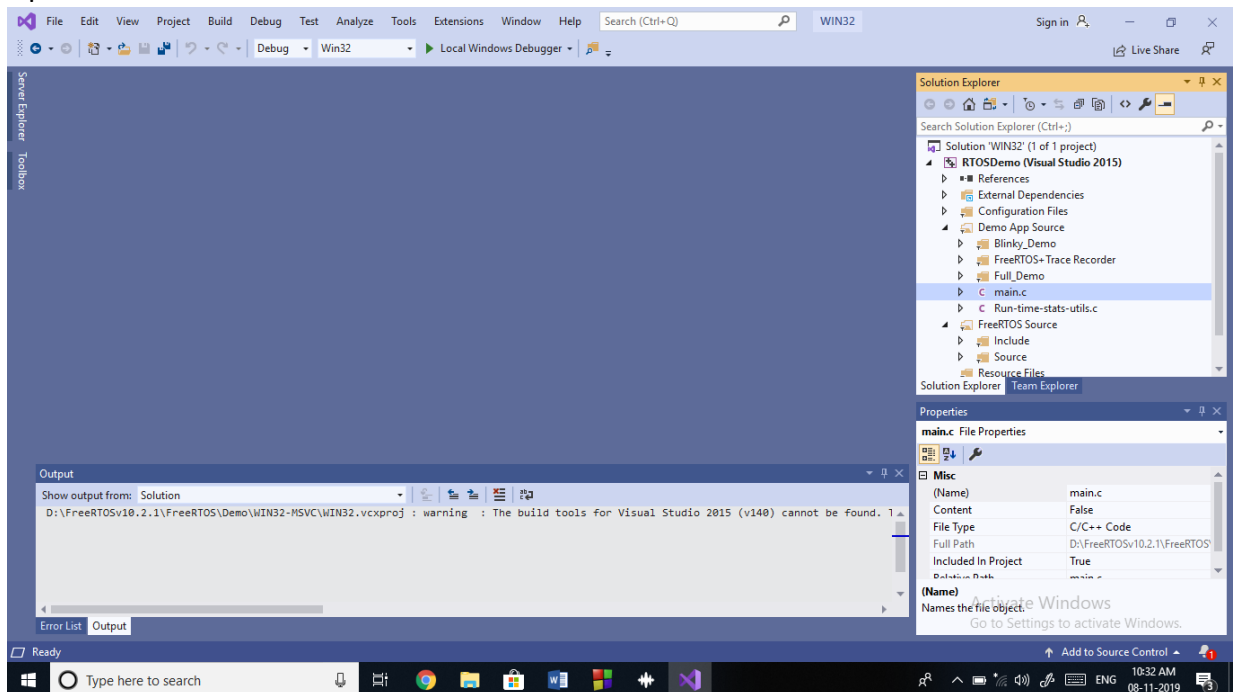 File Edit View Project Build Debug Test Analyze Tools Extensions Window Help Search (Ctrl+Q) WIN32 Sign in
Debug Win32 Local Windows Debugger Live Share
Server Explorer
Toolbox
Solution Explorer
Search Solution Explorer (Ctrl+;)
Solution 'WIN32' (1 of 1 project)
RTOSDemo (Visual Studio 2015)
References
External Dependencies
Configuration Files
Demo App Source
Blinky_Demo
FreeRTOS+Trace Recorder
Full_Demo
C main.c
C Run-time-stats-utils.c
FreeRTOS Source
Include
Source
Resource Files
Solution Explorer Team Explorer
Properties
main.c File Properties
Misc
(Name) main.c
Content False
File Type C/C++ Code
Full Path D:\FreeRTOSv10.2.1\FreeRTOS\
Included In Project True
Relative Path main.c
(Name)
Names the file object.
Activate Windows
Go to Settings to activate Windows.
Output
Show output from: Solution
D:\FreeRTOSv10.2.1\FreeRTOS\Demo\WIN32-MSVC\WIN32.vcxproj : warning : The build tools for Visual Studio 2015 (v140) cannot be found. T
Error List Output
Ready Add to Source Control 1
Type here to search ENG 10:32 AM
08-11-2019 3